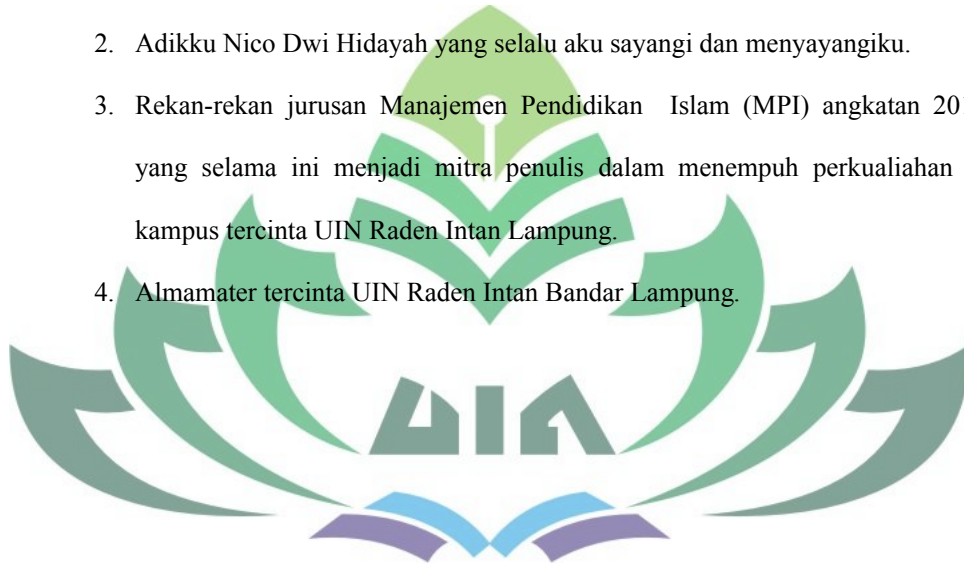 2. Adikku Nico Dwi Hidayah yang selalu aku sayangi dan menyayangiku.
3. Rekan-rekan jurusan Manajemen Pendidikan Islam (MPI) angkatan 20
yang selama ini menjadi mitra penulis dalam menempuh perkualiahan
kampus tercinta UIN Raden Intan Lampung.
4. Almamater tercinta UIN Raden Intan Bandar Lampung.
UIN